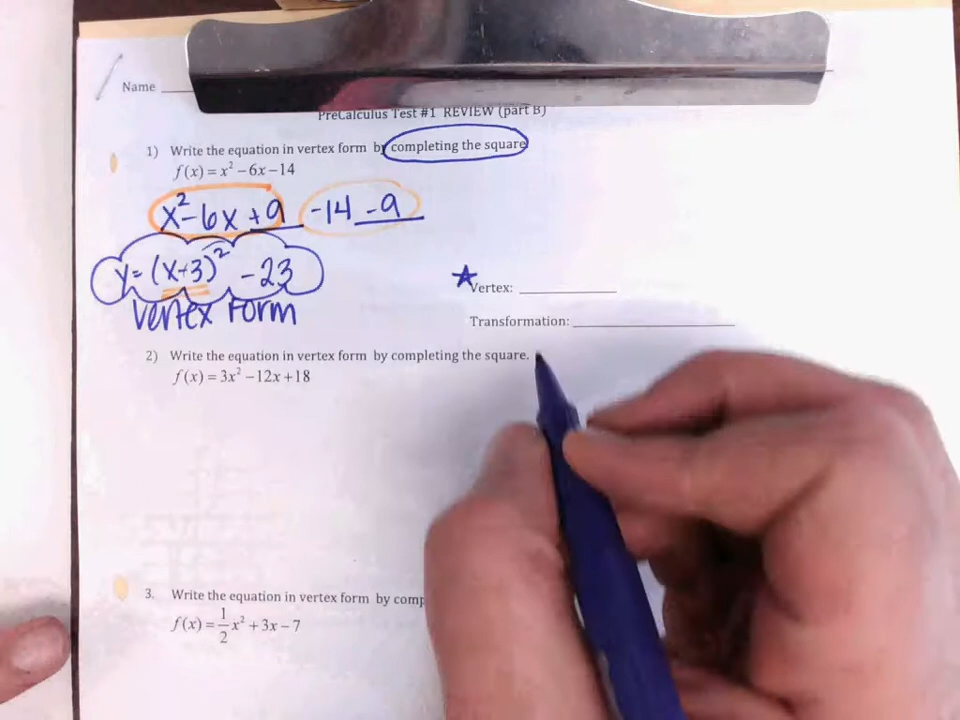 Name
PreCalculus Test #1 REVIEW (part B)
1) Write the equation in vertex form by completing the square
f(x) = x² − 6x − 14
x² − 6x + 9 − 14 − 9
y = (x − 3)² − 23
vertex form
★Vertex:
Transformation:
2) Write the equation in vertex form by completing the square.
f(x) = 3x² − 12x + 18
3. Write the equation in vertex form by
f(x) = 1/2 x² + 3x − 7